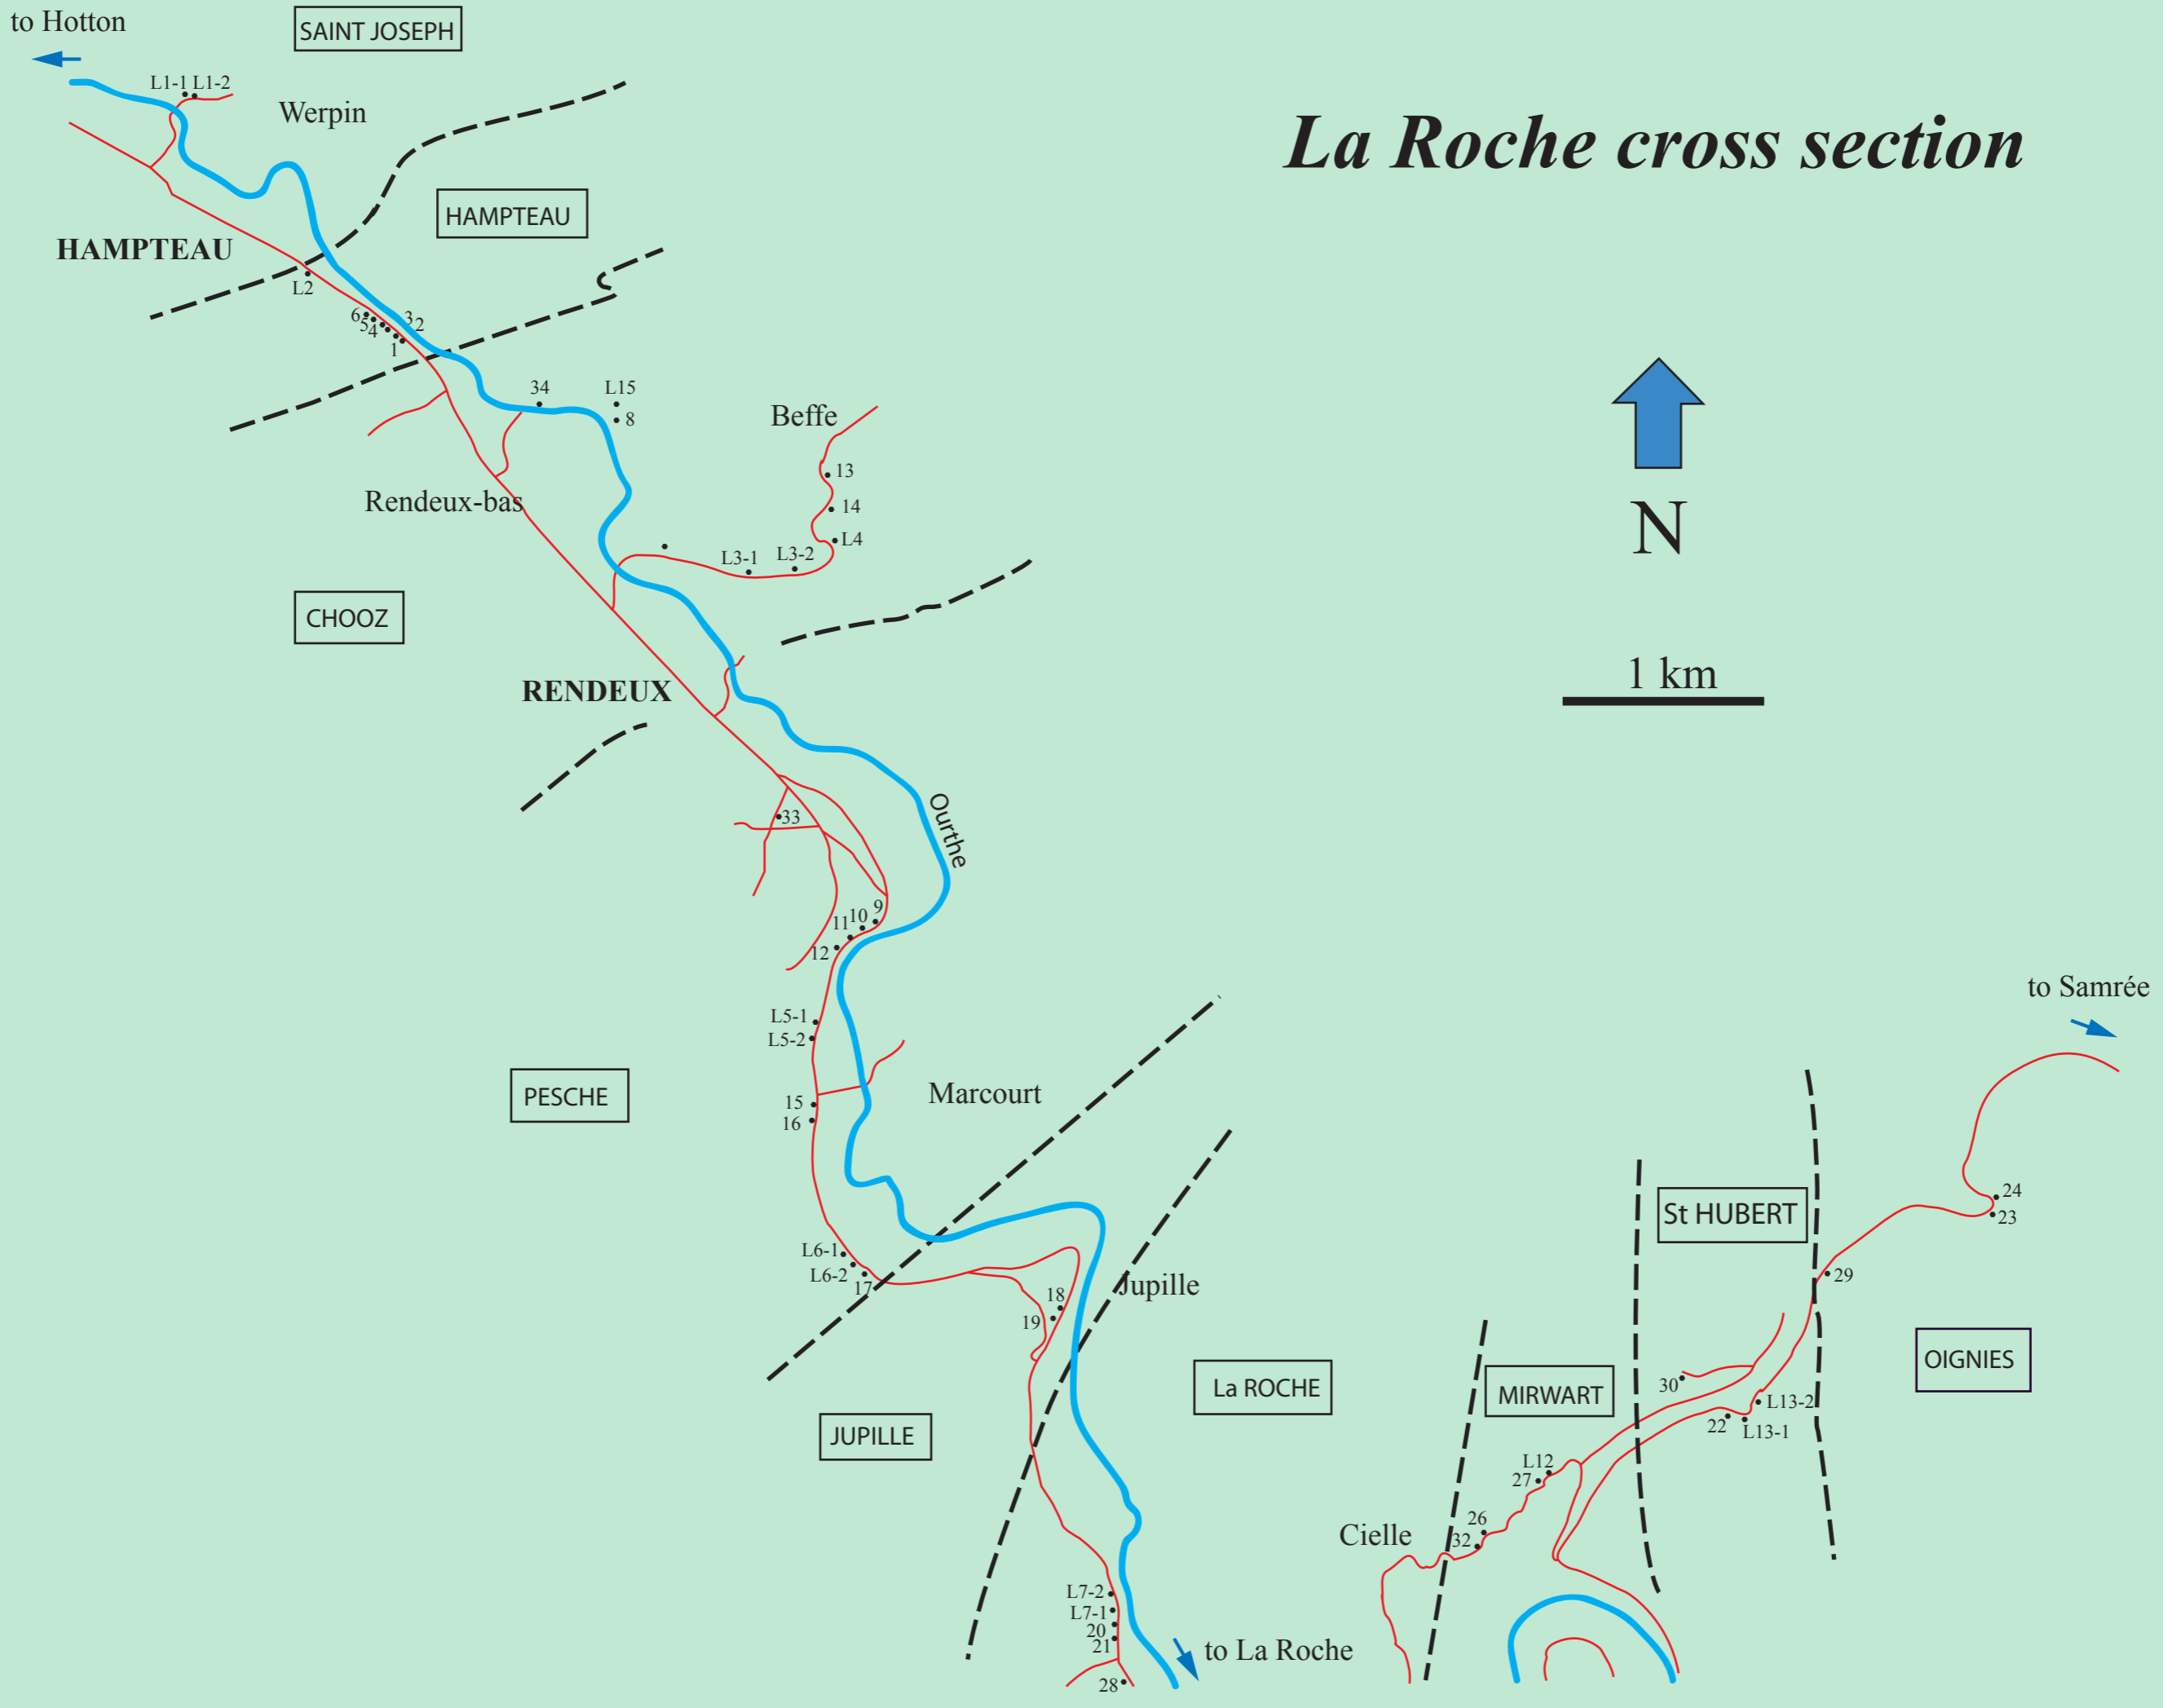 to Hotton
SAINT JOSEPH
L1-1 L1-2
Werpin
La Roche cross section
HAMPTEAU
HAMPTEAU
L2
6
5
4
3
2
1
34
L15
8
Beffe
13
14
L4
L3-1
L3-2
Rendeux-bas
N
CHOOZ
1 km
RENDEUX
Ourthe
33
9
10
11
12
to Samrée
L5-1
L5-2
PESCHE
Marcourt
15
16
St HUBERT
24
23
L6-1
L6-2
17
Jupille
18
19
29
OIGNIES
La ROCHE
MIRWART
30
L13-2
22
L13-1
JUPILLE
L12
27
26
32
Cielle
L7-2
L7-1
20
21
to La Roche
28